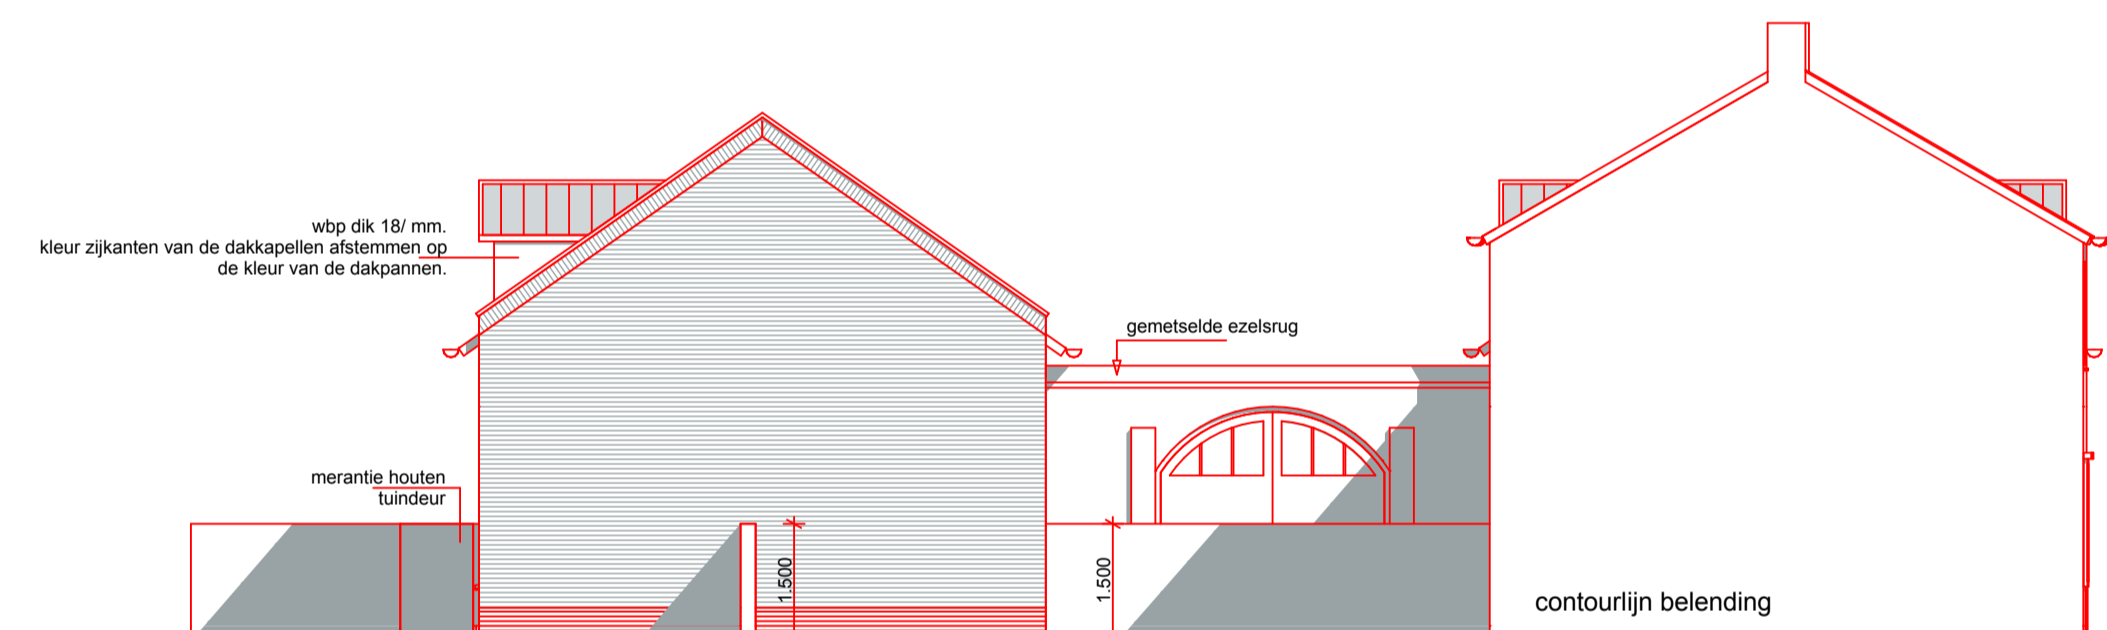 wbp dik 18/ mm.
kleur zijkanten van de dakkapellen afstemmen op
de kleur van de dakpannen.
gemetselde ezelsrug
merantie houten
tuindeur
1.500
1.500
contourlijn belending